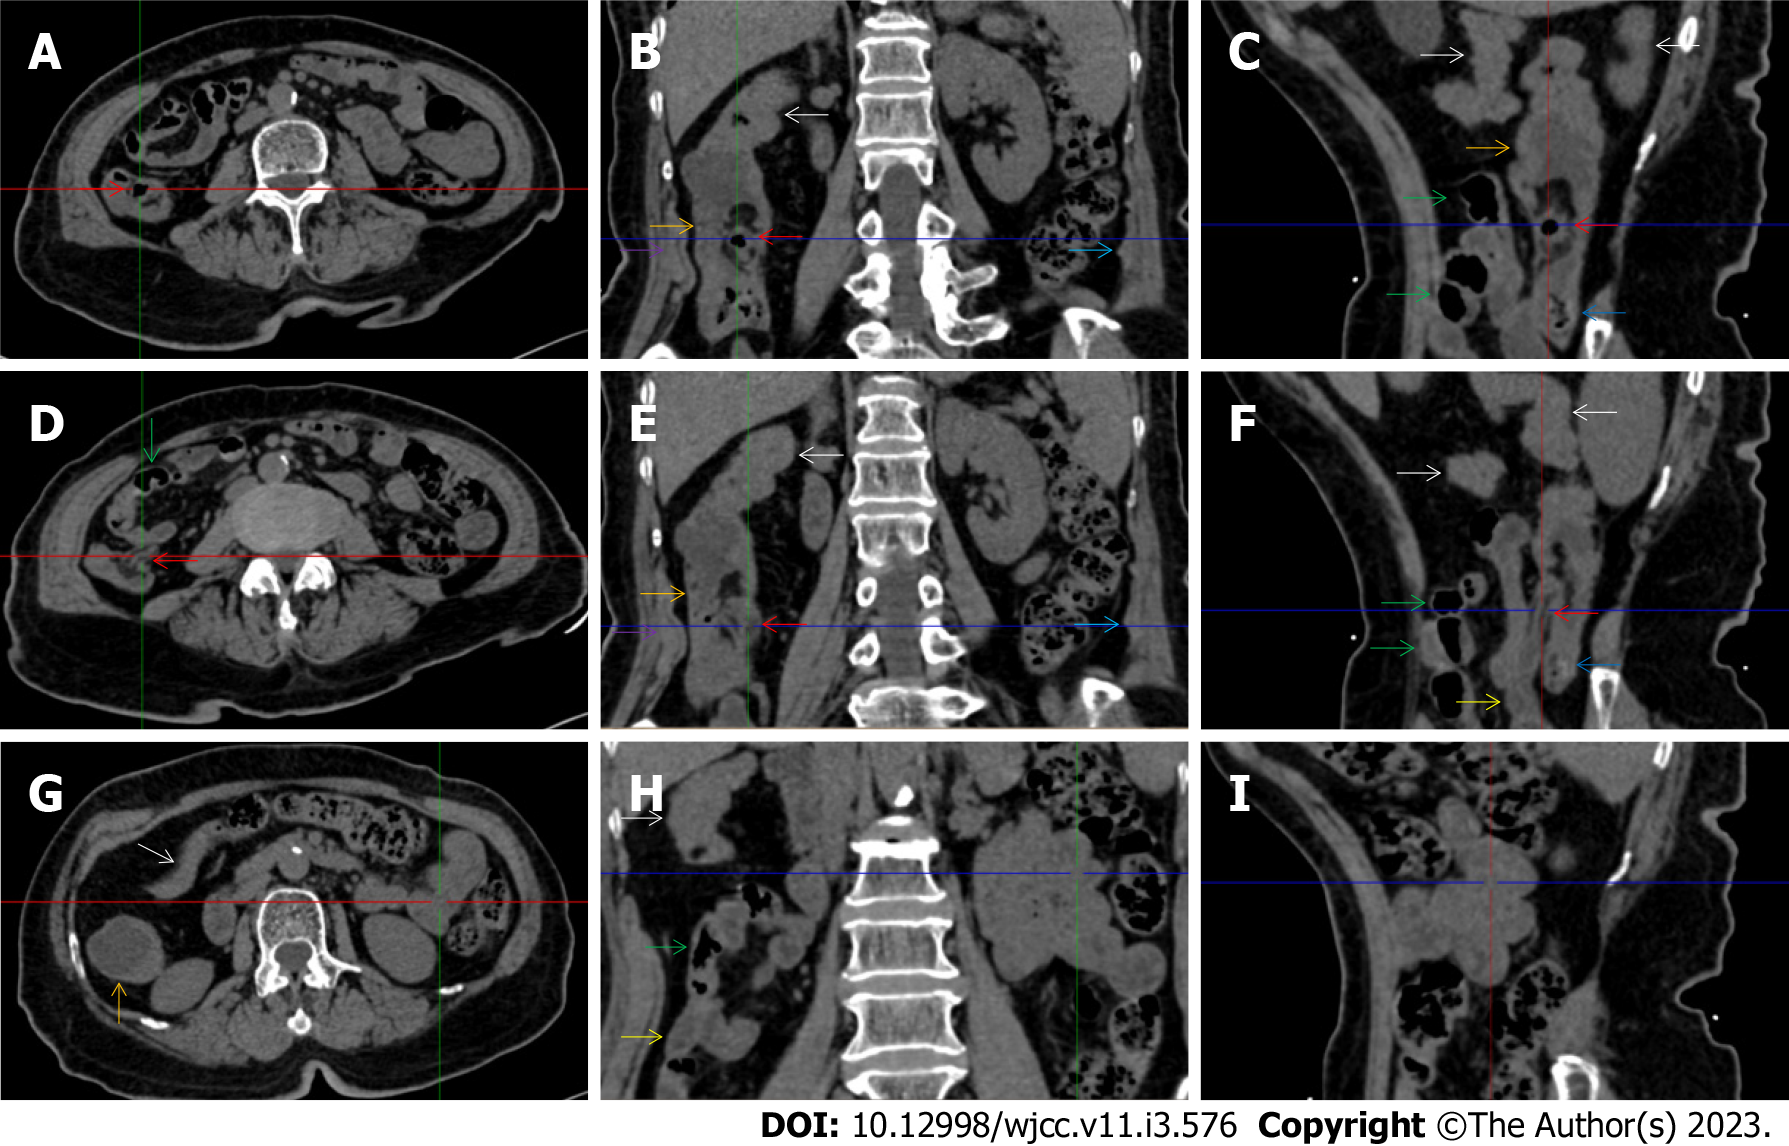 A
B
C
D
E
F
G
H
I
DOI: 10.12998/wjcc.v11.i3.576 Copyright ©The Author(s) 2023.